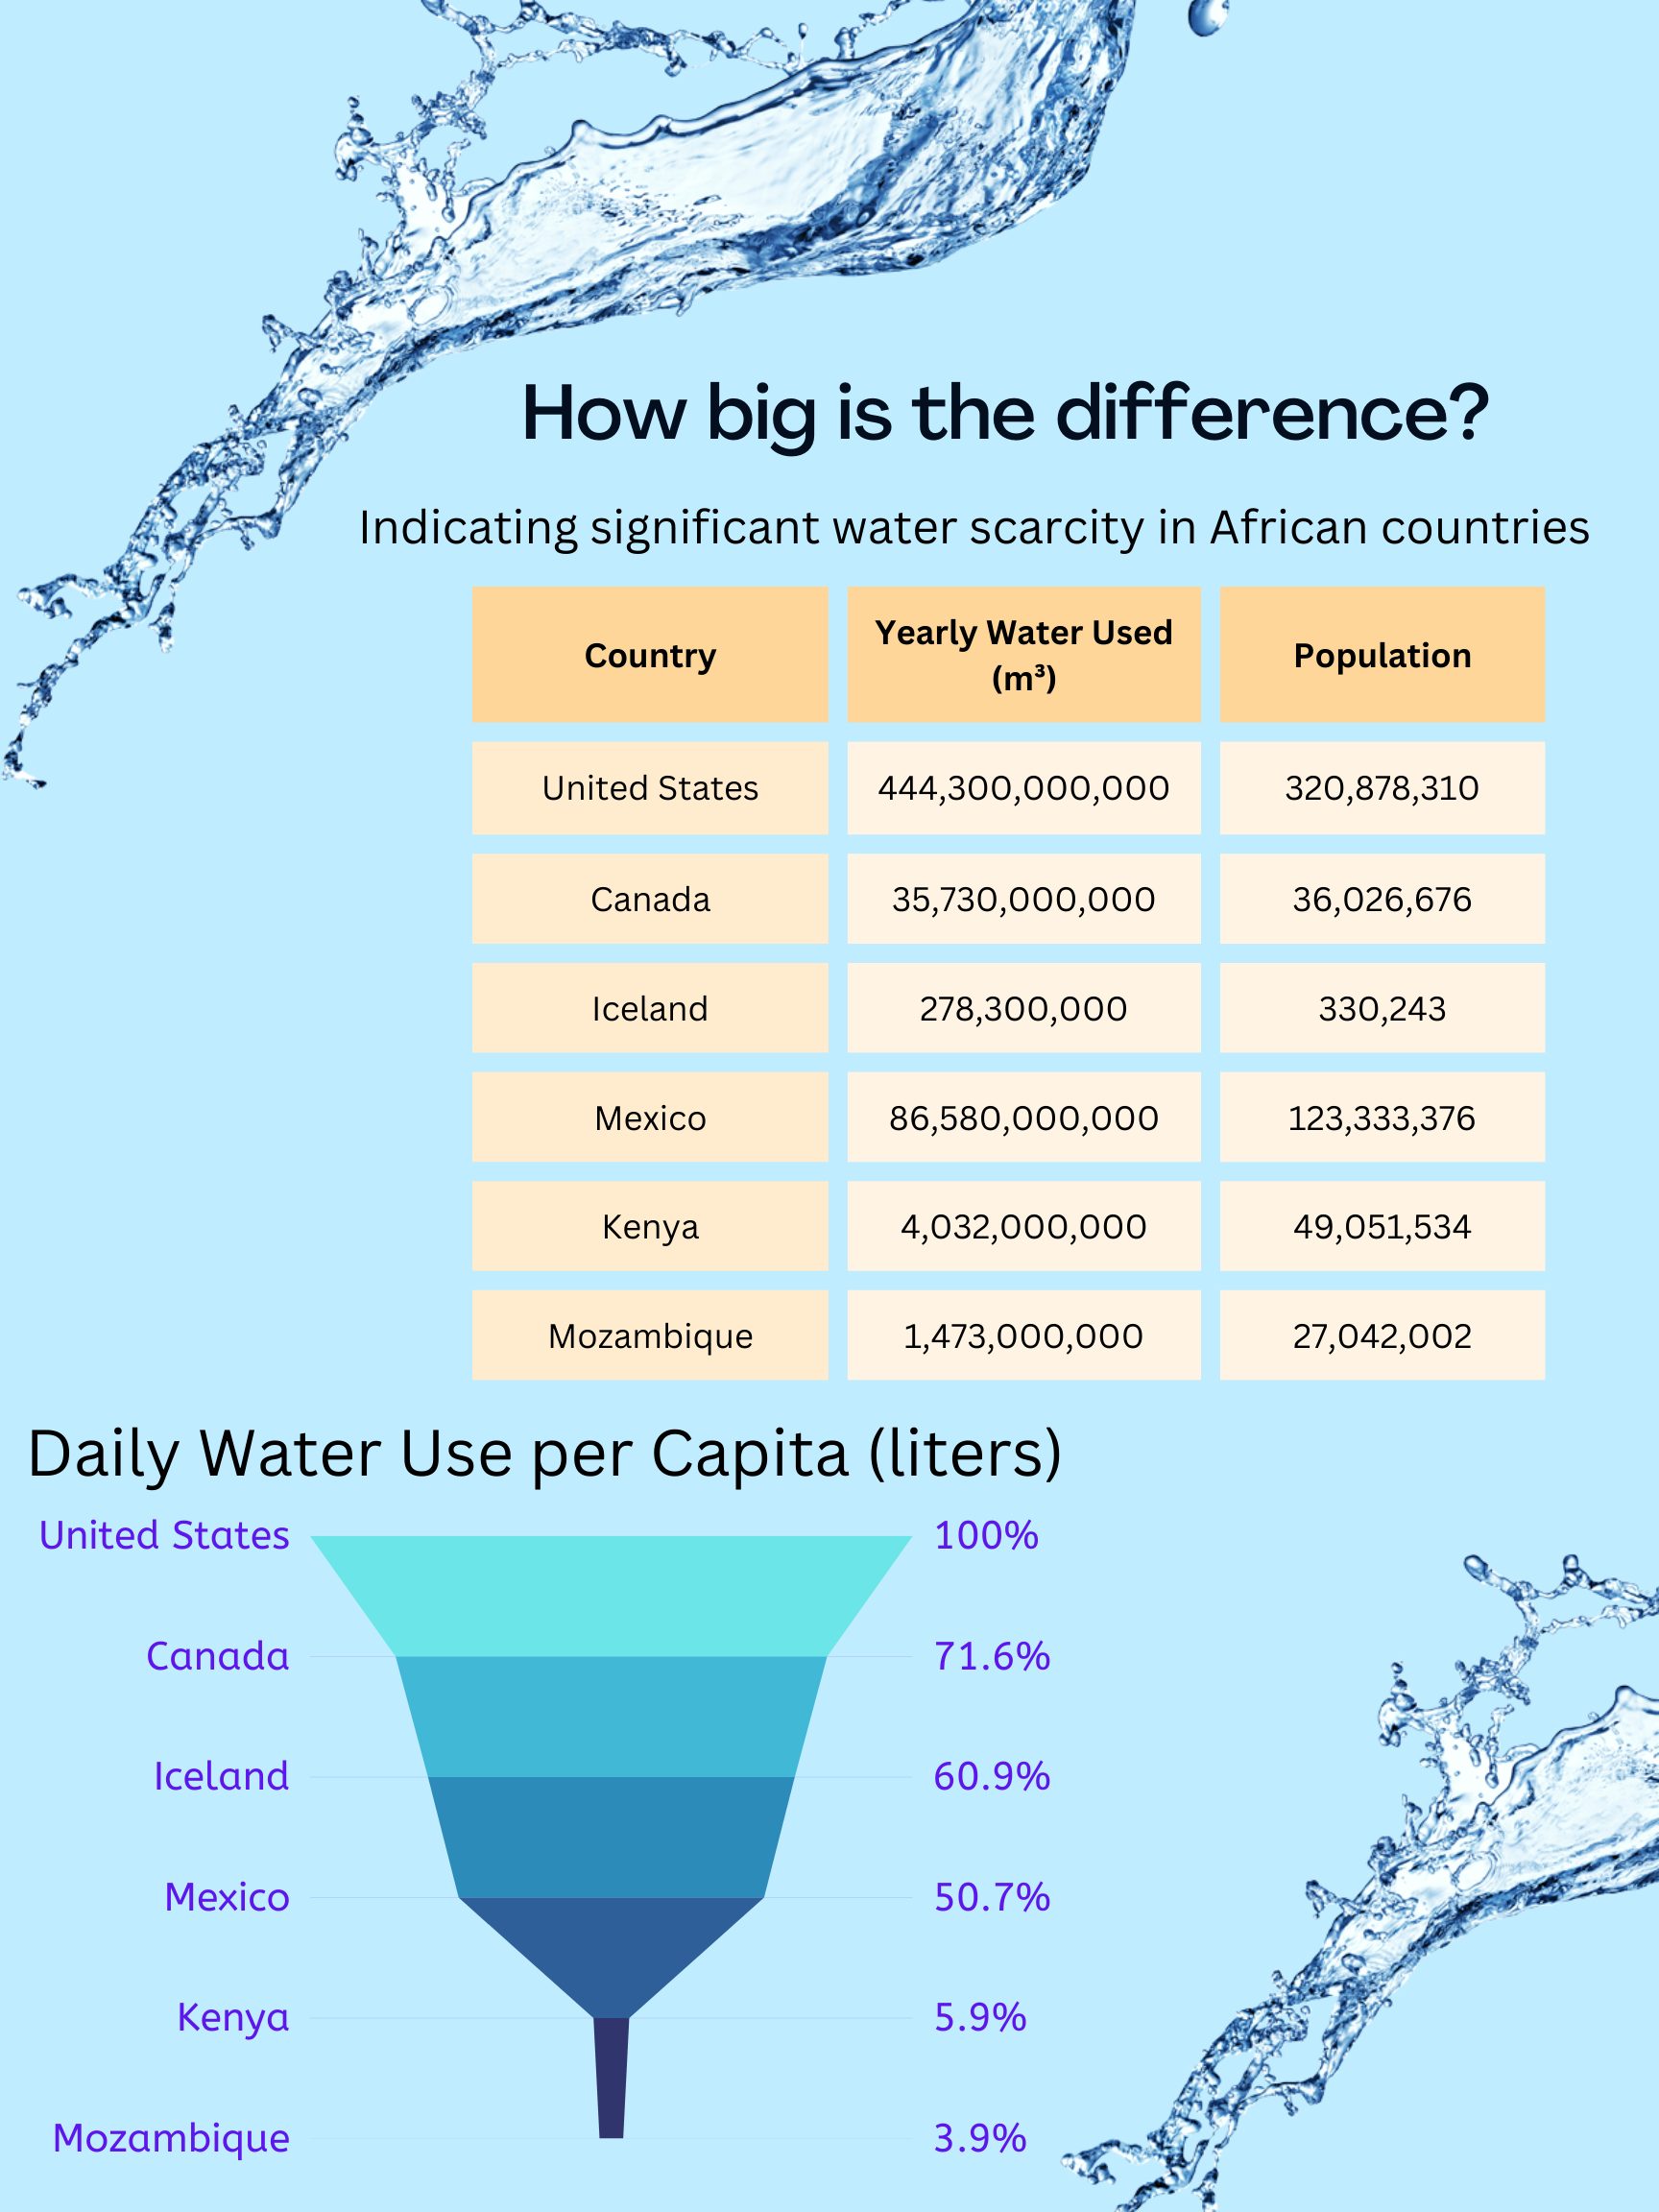 How big is the difference?
Indicating significant water scarcity in African countries
Country
Yearly Water Used
(m³)
Population
United States 444,300,000,000 320,878,310
Canada 35,730,000,000 36,026,676
Iceland 278,300,000 330,243
Mexico 86,580,000,000 123,333,376
Kenya 4,032,000,000 49,051,534
Mozambique 1,473,000,000 27,042,002
Daily Water Use per Capita (liters)
United States 100%
Canada 71.6%
Iceland 60.9%
Mexico 50.7%
Kenya 5.9%
Mozambique 3.9%